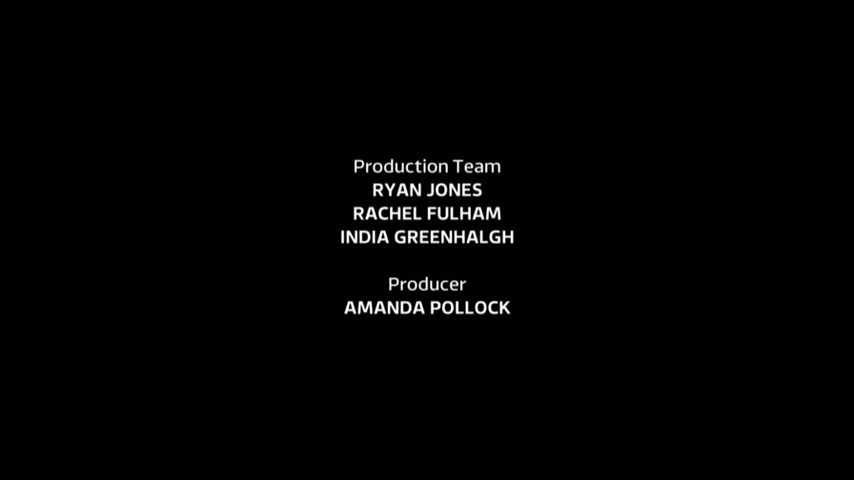 Production Team
RYAN JONES
RACHEL FULHAM
INDIA GREENHALGH
Producer
AMANDA POLLOCK